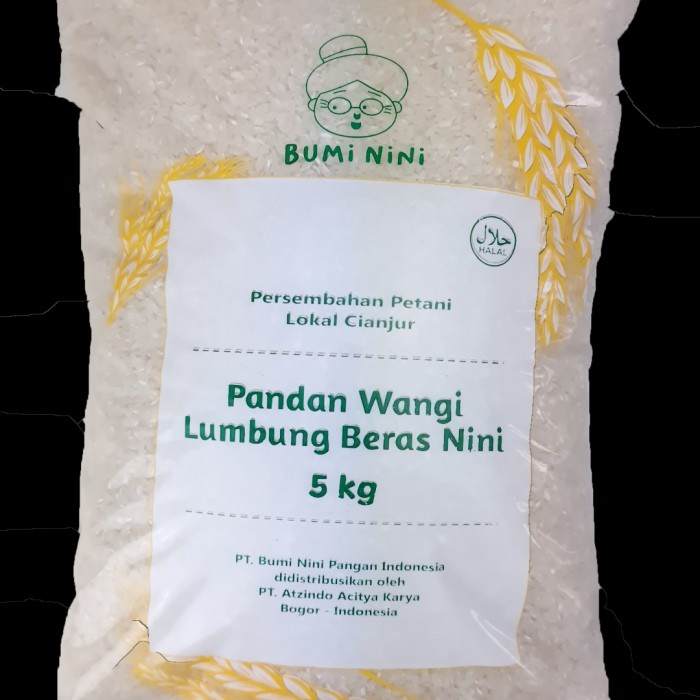 BUMi NiNi
حلال
HALAL
Persembahan Petani
Lokal Cianjur
Pandan Wangi
Lumbung Beras Nini
5 kg
PT. Bumi Nini Pangan Indonesia
didistribusikan oleh
PT. Atzindo Acitya Karya
Bogor - Indonesia